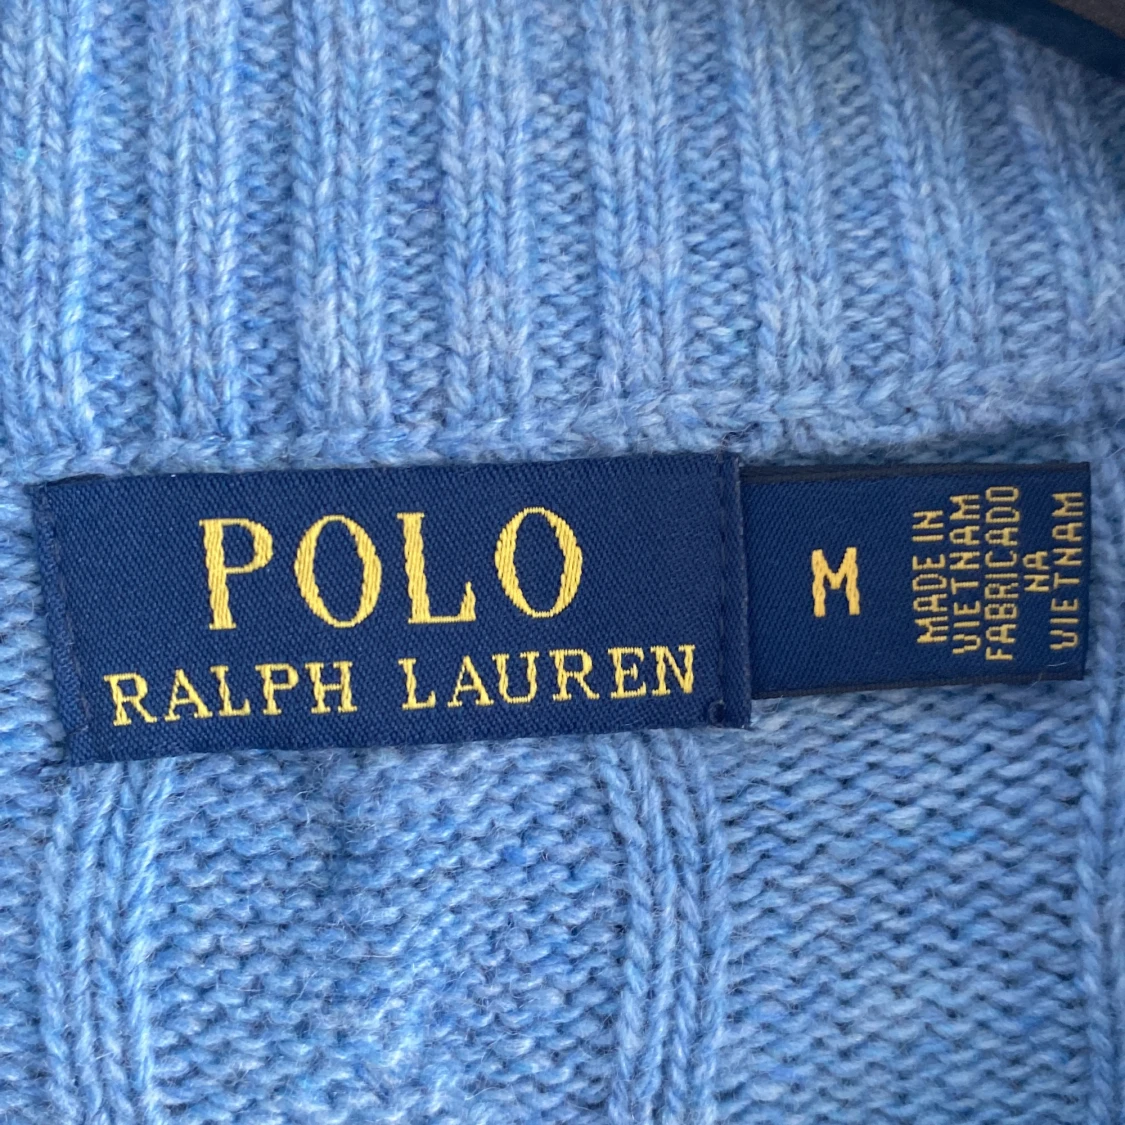 POLO
RALPH LAUREN
M
MADE IN
VIETNAM
FABRICADO
NA
VIETNAM